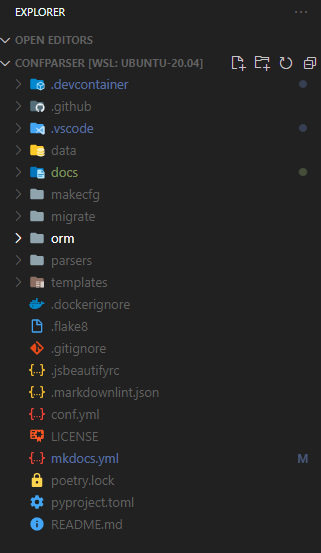 EXPLORER
OPEN EDITORS
CONFPARSER [WSL: UBUNTU-20.04]
.devcontainer
.github
.vscode
data
docs
makecfg
migrate
orm
parsers
templates
.dockerignore
.flake8
.gitignore
.jsbeautifyrc
.markdownlint.json
conf.yml
LICENSE
mkdocs.yml M
poetry.lock
pyproject.toml
README.md